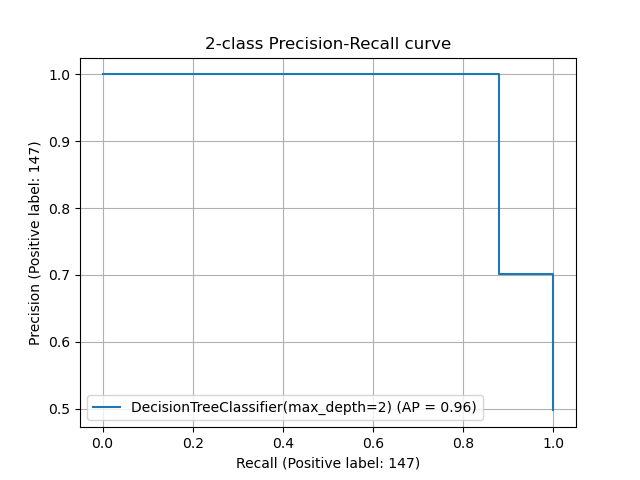 2-class Precision-Recall curve
Precision (Positive label: 147)
1.0
0.9
0.8
0.7
0.6
0.5
DecisionTreeClassifier(max_depth=2) (AP = 0.96)
0.0 0.2 0.4 0.6 0.8 1.0
Recall (Positive label: 147)